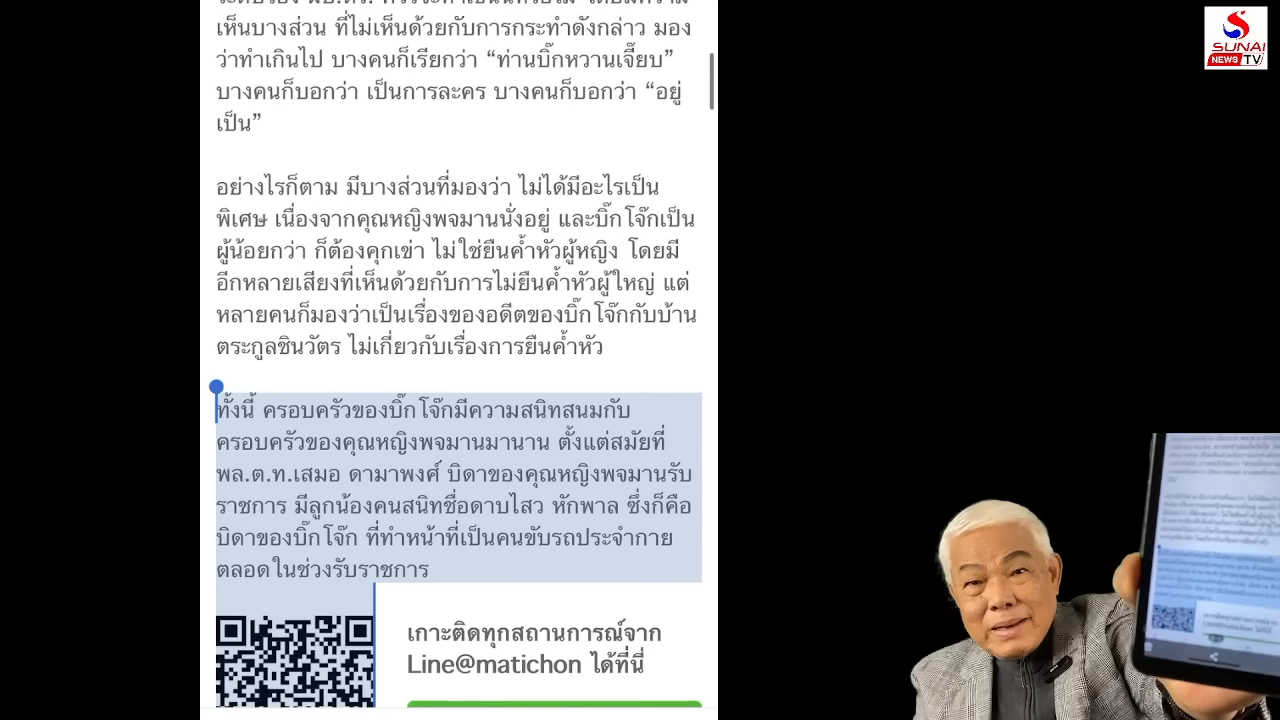 เห็นบางส่วน ที่ไม่เห็นด้วยกับการกระทำดังกล่าว มอง
ว่าทำเกินไป บางคนก็เรียกว่า “ท่านบิ๊กหวานเจี๊ยบ”
บางคนก็บอกว่า เป็นการละคร บางคนก็บอกว่า “อยู่
เป็น”
อย่างไรก็ตาม มีบางส่วนที่มองว่า ไม่ได้มีอะไรเป็น
พิเศษ เนื่องจากคุณหญิงพจมานนั่งอยู่ และบิ๊กโจ๊กเป็น
ผู้น้อยกว่า ก็ต้องคุกเข่า ไม่ใช่ยืนค้ำหัวผู้หญิง โดยมี
อีกหลายเสียงที่เห็นด้วยกับการไม่ยืนค้ำหัวผู้ใหญ่ แต่
หลายคนก็มองว่าเป็นเรื่องของอดีตของบิ๊กโจ๊กกับบ้าน
ตระกูลชินวัตร ไม่เกี่ยวกับเรื่องการยืนค้ำหัว
ทั้งนี้ ครอบครัวของบิ๊กโจ๊กมีความสนิทสนมกับ
ครอบครัวของคุณหญิงพจมานมานาน ตั้งแต่สมัยที่
พล.ต.ท.เสมอ ดามาพงศ์ บิดาของคุณหญิงพจมานรับ
ราชการ มีลูกน้องคนสนิทชื่อดาบไสว หักพาล ซึ่งก็คือ
บิดาของบิ๊กโจ๊ก ที่ทำหน้าที่เป็นคนขับรถประจำกาย
ตลอดในช่วงรับราชการ
เกาะติดทุกสถานการณ์จาก
Line@matichon ได้ที่นี่
SUNAI
NEWS TV